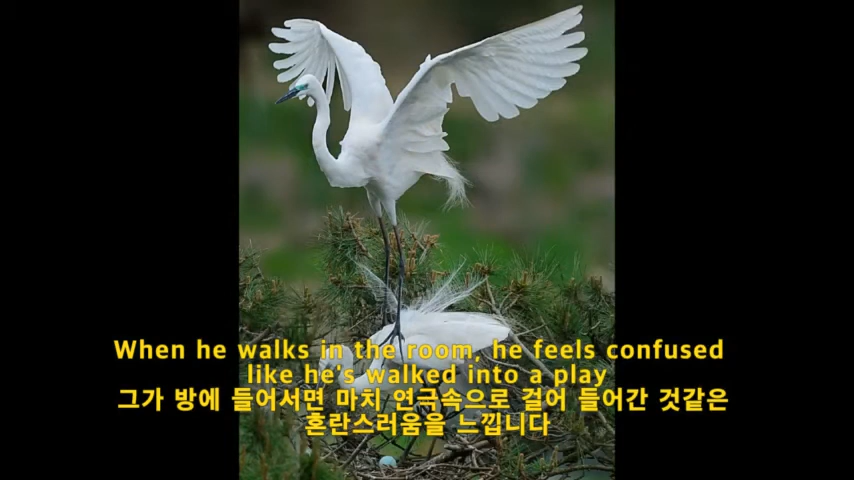 When he walks in the room, he feels confused
like he's walked into a play
그가 방에 들어서면 마치 연극속으로 걸어 들어간 것같은
혼란스러움을 느낍니다